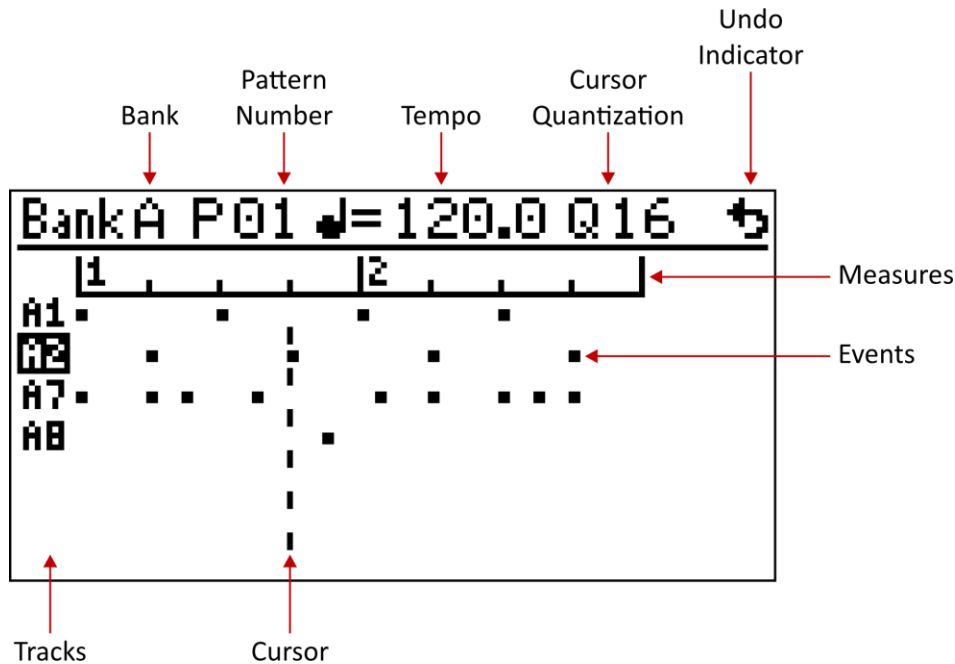 Undo
Indicator
Pattern
Number
Cursor
Quantization
Bank
Tempo
Bank A P01 ♩=120.0 Q16
1 2
Measures
A1
A2
Events
A7
A8
Tracks
Cursor